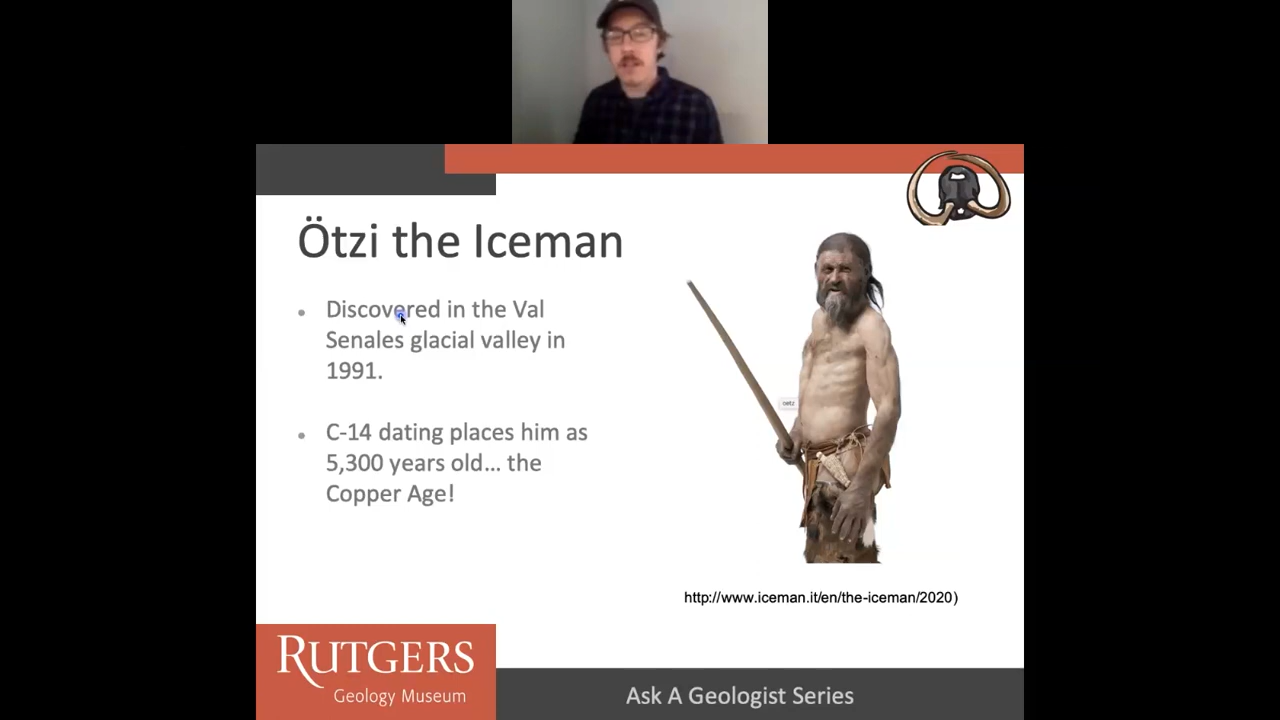 Ötzi the Iceman
• Discovered in the Val
Senales glacial valley in
1991.
• C-14 dating places him as
5,300 years old… the
Copper Age!
oetz
http://www.iceman.it/en/the-iceman/2020)
RUTGERS
Geology Museum
Ask A Geologist Series